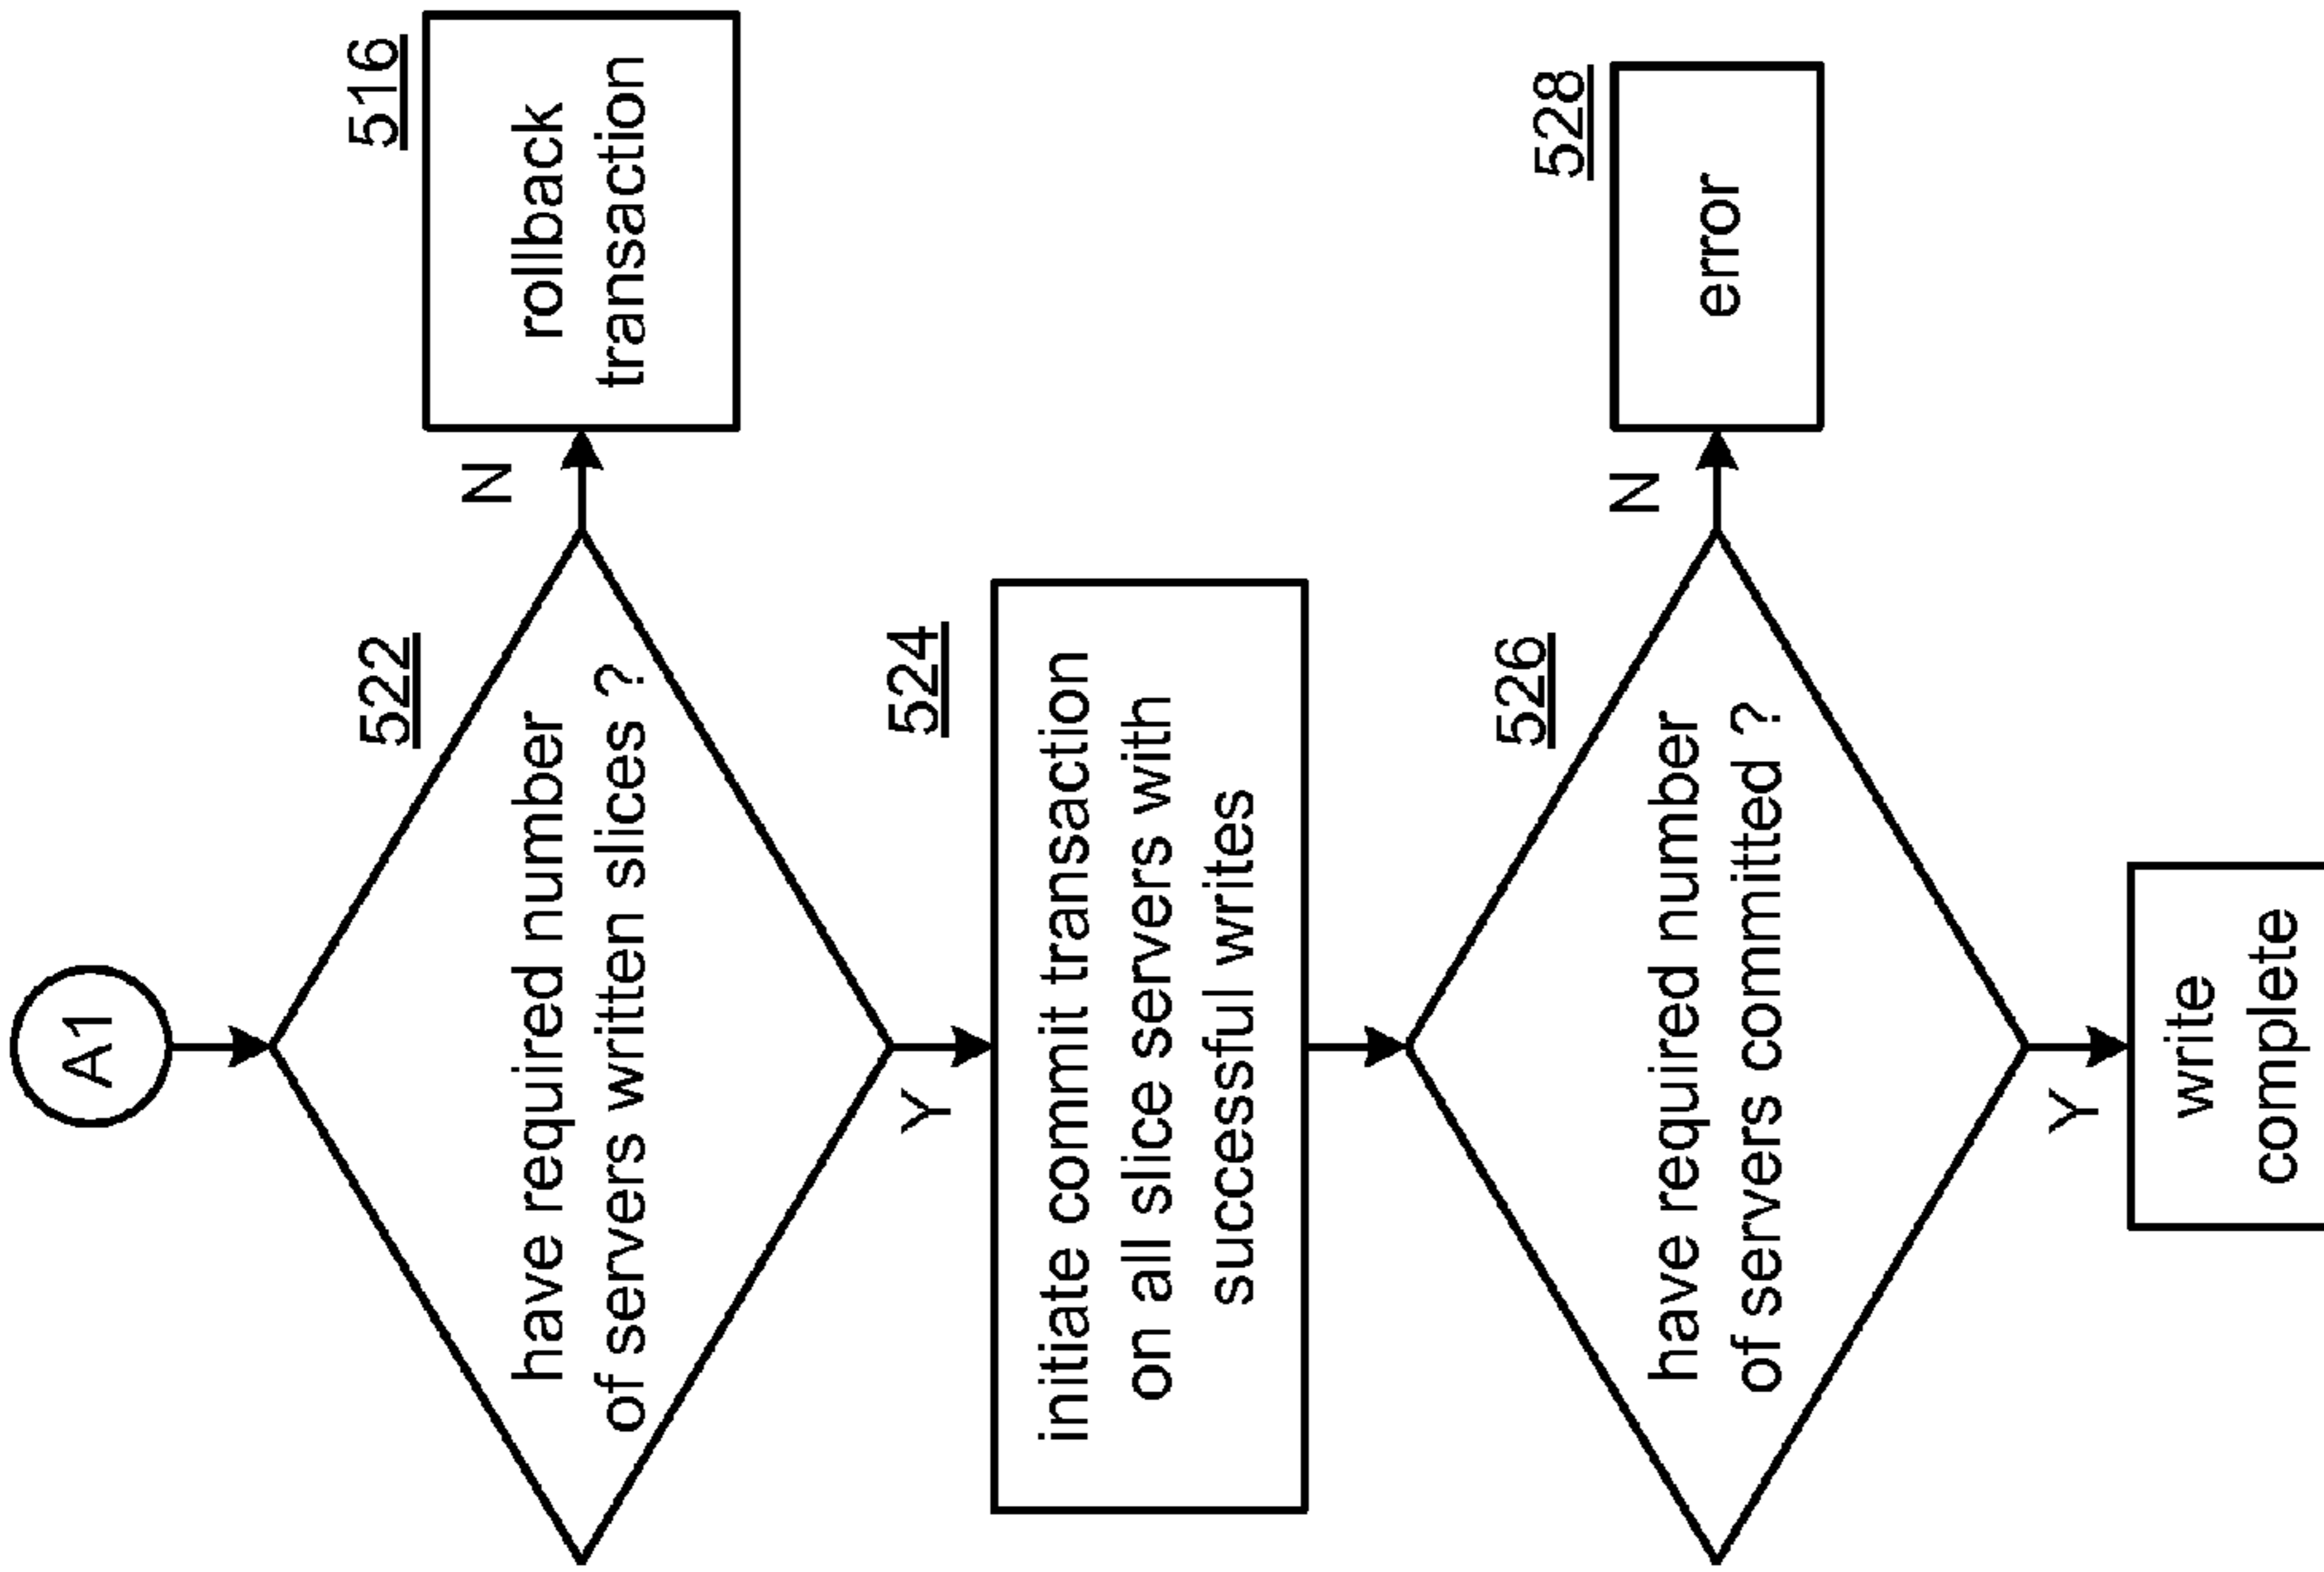 A1
522
have required number
of servers written slices ?
N
516
rollback
transaction
Y
524
initiate commit transaction
on all slice servers with
successful writes
526
have required number
of servers committed ?
N
528
error
Y
write
complete